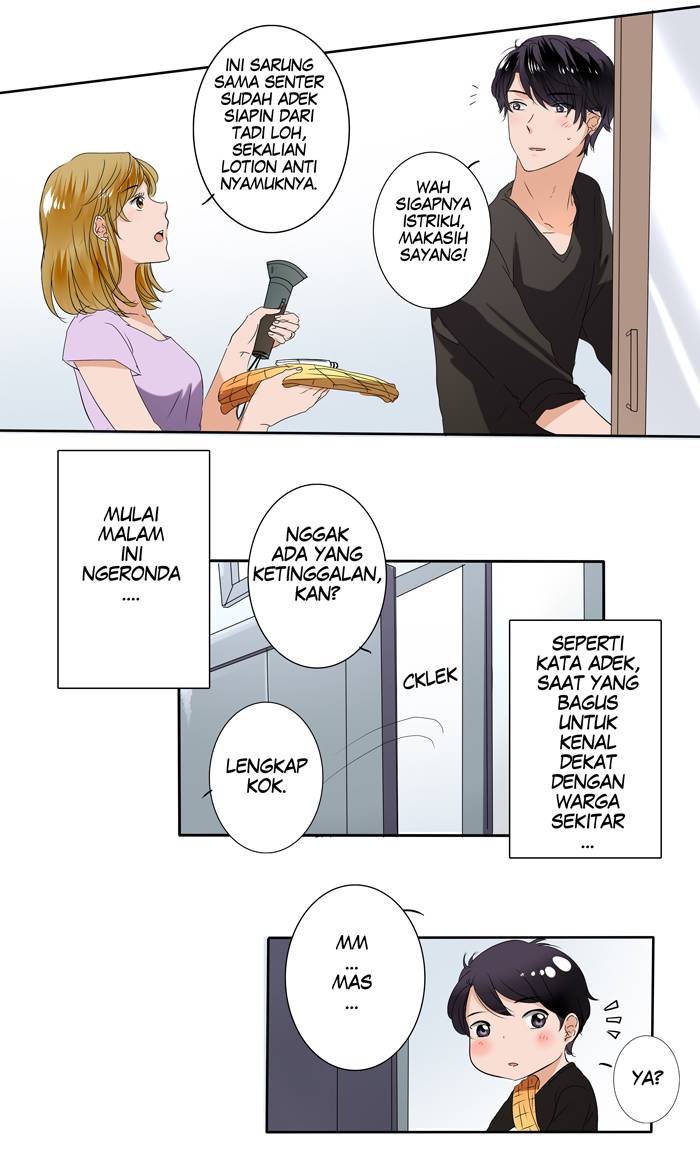 INI SARUNG
SAMA SENTER
SUDAH ADEK
SIAPIN DARI
TADI LOH,
SEKALIAN
LOTION ANTI
NYAMUKNYA.
WAH
SIGAPNYA
ISTRIKU,
MAKASIH
SAYANG!
MULAI
MALAM
INI
NGERONDA
....
NGGAK
ADA YANG
KETINGGALAN,
KAN?
CKLEK
LENGKAP
KOK.
SEPERTI
KATA ADEK,
SAAT YANG
BAGUS
UNTUK
KENAL
DEKAT
DENGAN
WARGA
SEKITAR
...
MM
...
MAS
...
YA?